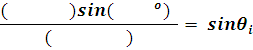 (          )sin(          º)
(          ) = sinθᵢ